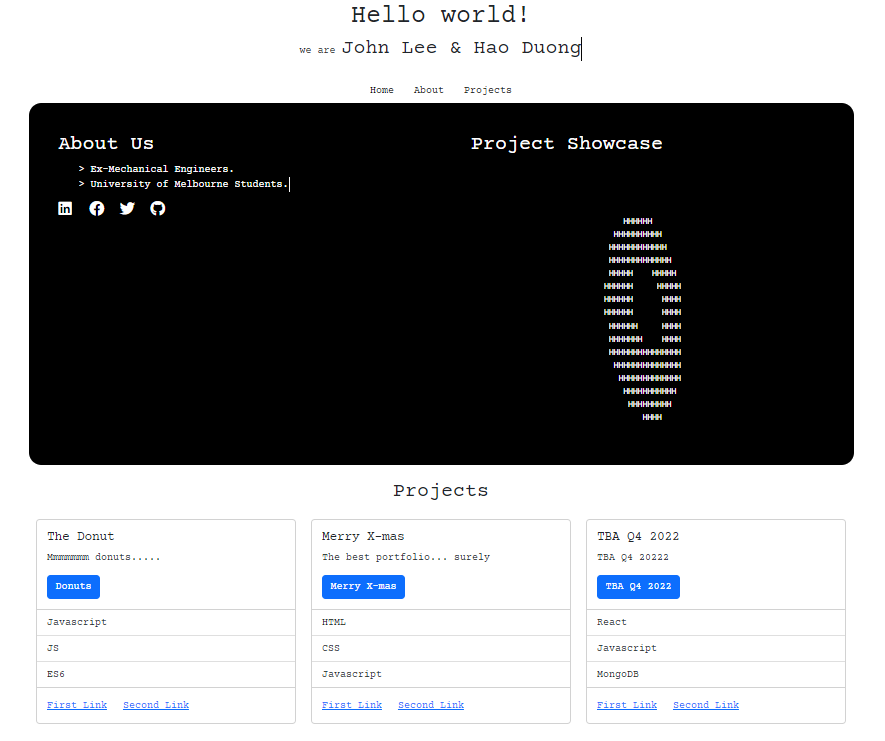 Hello world!
we are John Lee & Hao Duong
Home About Projects
About Us
> Ex-Mechanical Engineers.
> University of Melbourne Students.
Project Showcase
HHHHHH
HHHHHHHHHH
HHHHHHHHHHHH
HHHHHHHHHHHHH
HHHHH    HHHHH
HHHHHH     HHHHH
HHHHHH      HHHH
HHHHHH      HHHH
HHHHHH     HHHH
HHHHHHH    HHHH
HHHHHHHHHHHHHHH
HHHHHHHHHHHHHH
HHHHHHHHHHHHH
HHHHHHHHHHH
HHHHHHHHH
HHHH
Projects
The Donut
Mmmmmmm donuts.....
Donuts
Javascript
JS
ES6
First Link Second Link
Merry X-mas
The best portfolio... surely
Merry X-mas
HTML
CSS
Javascript
First Link Second Link
TBA Q4 2022
TBA Q4 20222
TBA Q4 2022
React
Javascript
MongoDB
First Link Second Link